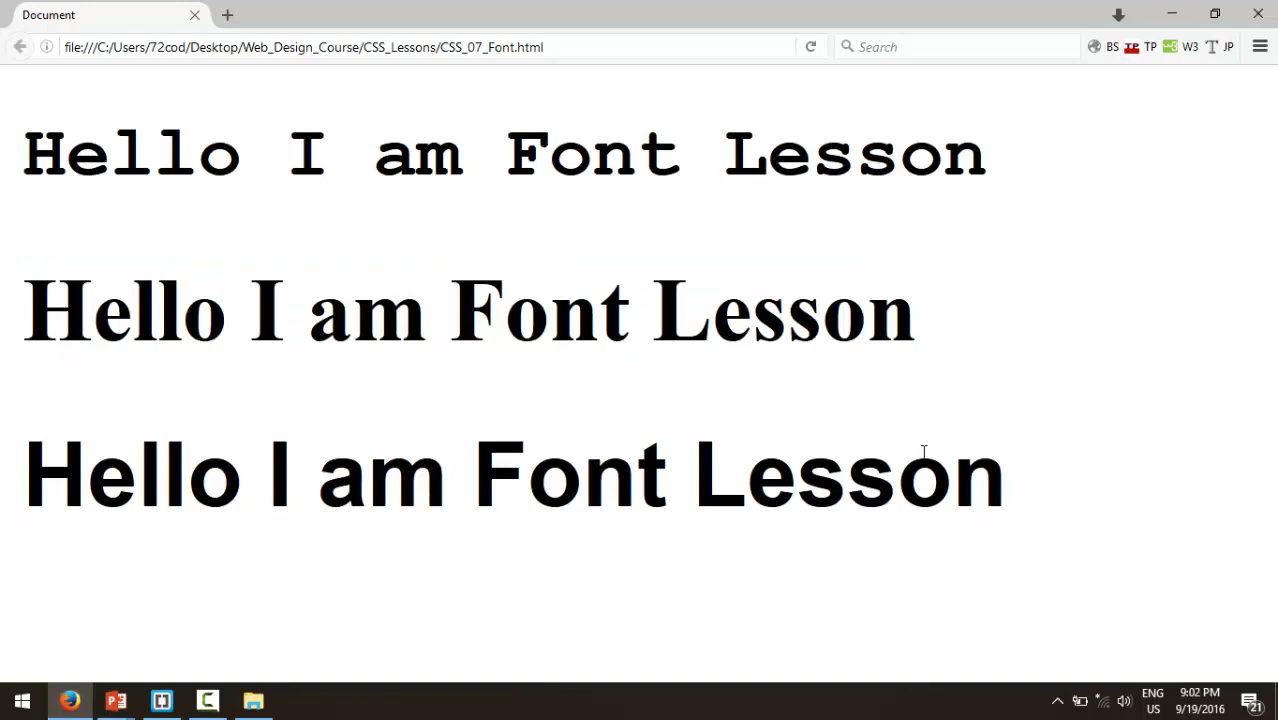 Document
file:///C:/Users/72cod/Desktop/Web_Design_Course/CSS_Lessons/CSS_07_Font.html
Search
BS TP W3 JP
Hello I am Font Lesson
Hello I am Font Lesson
Hello I am Font Lesson
ENG 9:02 PM
US 9/19/2016
21